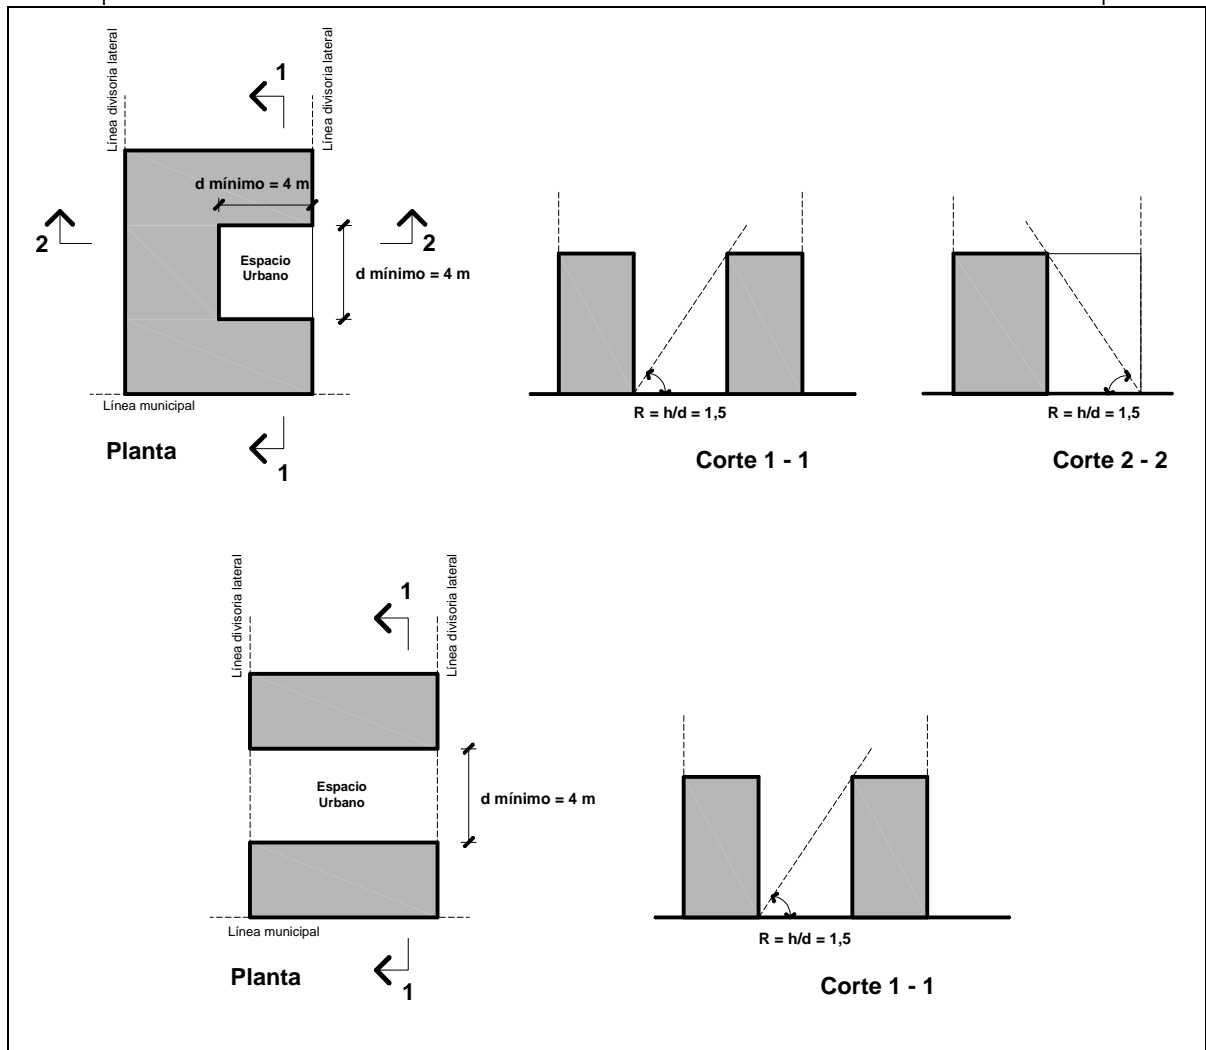 Línea divisoria lateral
Línea divisoria lateral
1
d mínimo = 4 m
2
2
Espacio
Urbano
d mínimo = 4 m
Línea municipal
Planta
1
R = h/d = 1,5
Corte 1 - 1
R = h/d = 1,5
Corte 2 - 2
Línea divisoria lateral
Línea divisoria lateral
1
Espacio
Urbano
d mínimo = 4 m
Línea municipal
Planta
1
R = h/d = 1,5
Corte 1 - 1